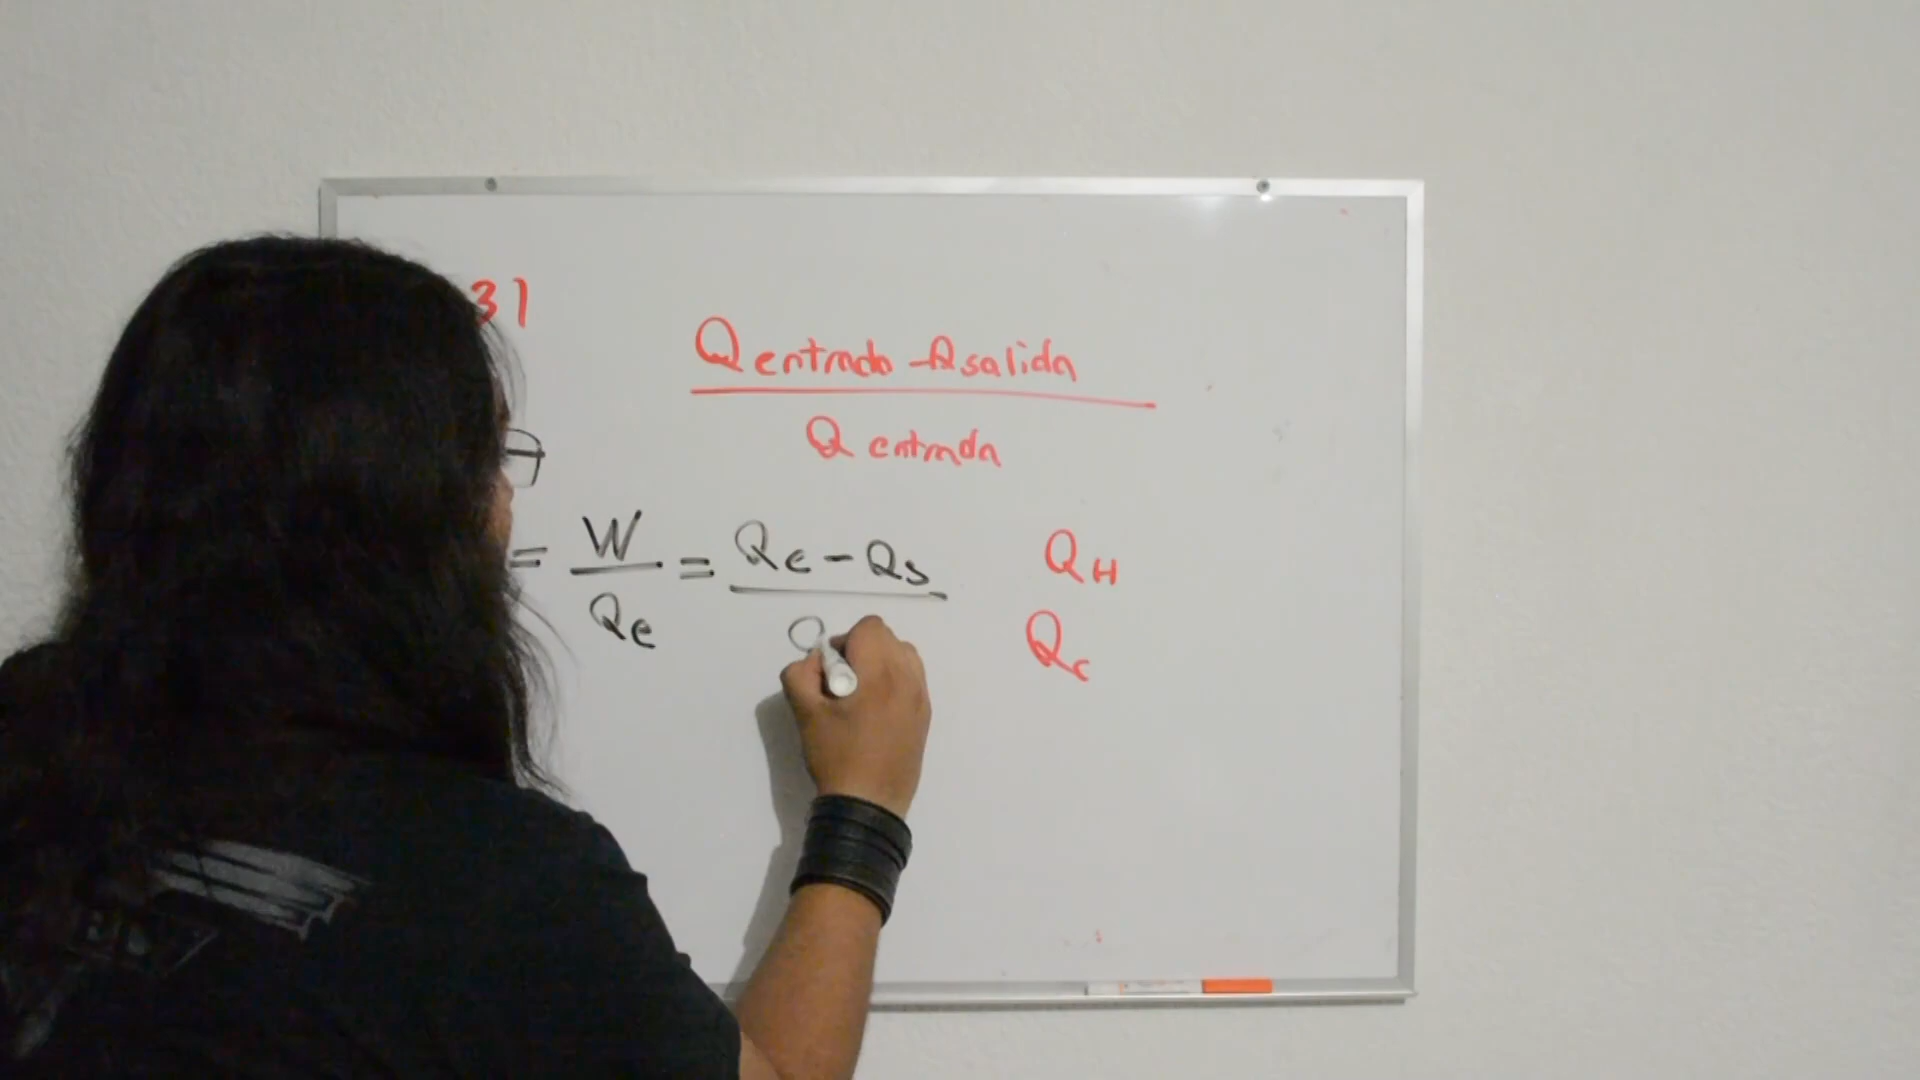 31
Qentrada - Qsalida
Qentrada
= W = Qe - Qs
Qe Q
QH
Qc